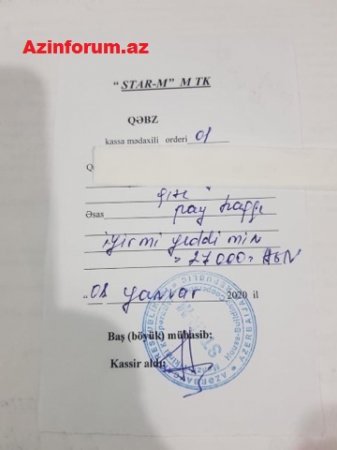 Azinforum.az
“STAR-M” M TK
QƏBZ
kassa mədaxili orderi 01
Q
Əsas pay haqqı
iyirmi yeddi min
= 27000 = AZN
"08 yanvar 2020 il
Baş (böyük) mühasib:
Kassir aldı: